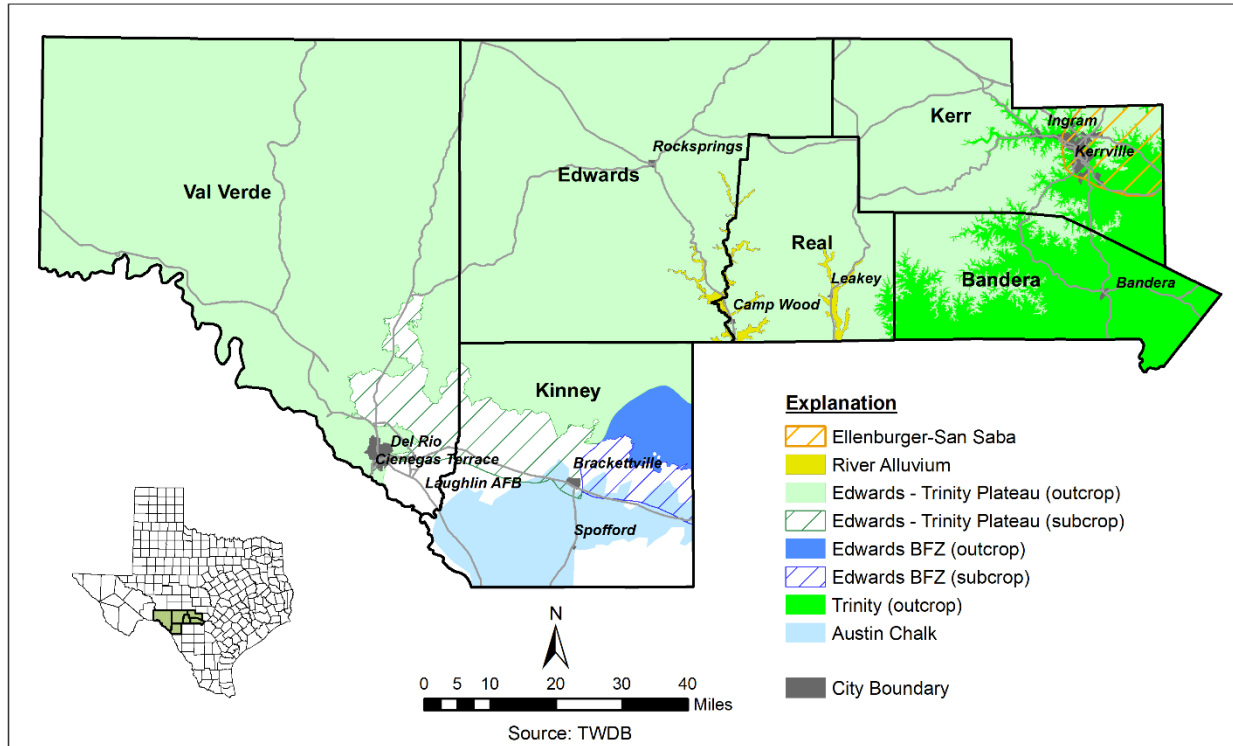 Kerr
Ingram
Kerrville
Rocksprings
Edwards
Val Verde
Real
Leakey
Bandera
Bandera
Camp Wood
Kinney
Del Rio
Cienegas Terrace
Laughlin AFB
Brackettville
Spofford
Explanation
Ellenburger-San Saba
River Alluvium
Edwards - Trinity Plateau (outcrop)
Edwards - Trinity Plateau (subcrop)
Edwards BFZ (outcrop)
Edwards BFZ (subcrop)
Trinity (outcrop)
Austin Chalk
City Boundary
N
0 5 10 20 30 40
Miles
Source: TWDB